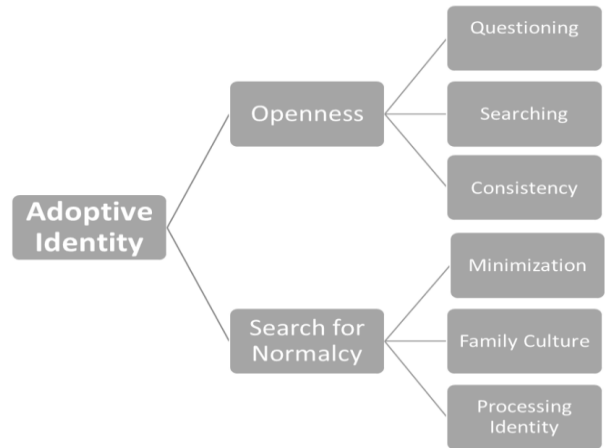 Adoptive
Identity
Openness
Questioning
Searching
Consistency
Search for
Normalcy
Minimization
Family Culture
Processing
Identity